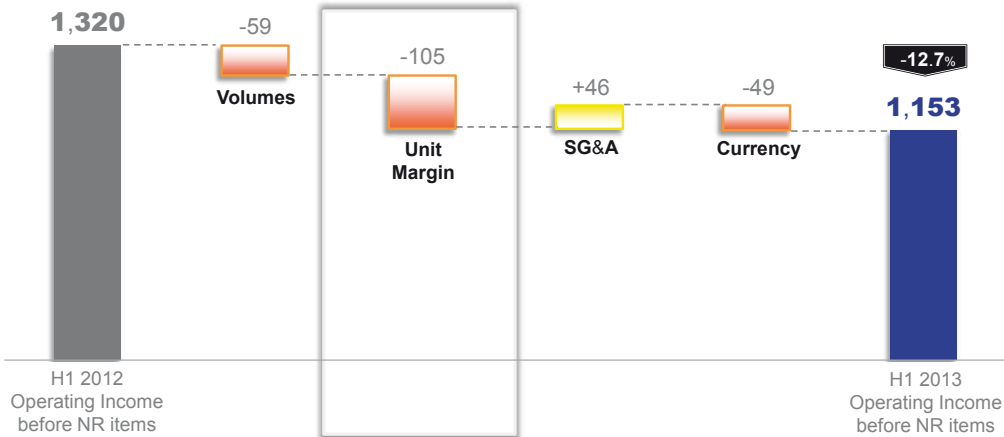 1,320
-59
Volumes
-105
Unit
Margin
+46
SG&A
-49
Currency
-12.7%
1,153
H1 2012
Operating Income
before NR items
H1 2013
Operating Income
before NR items